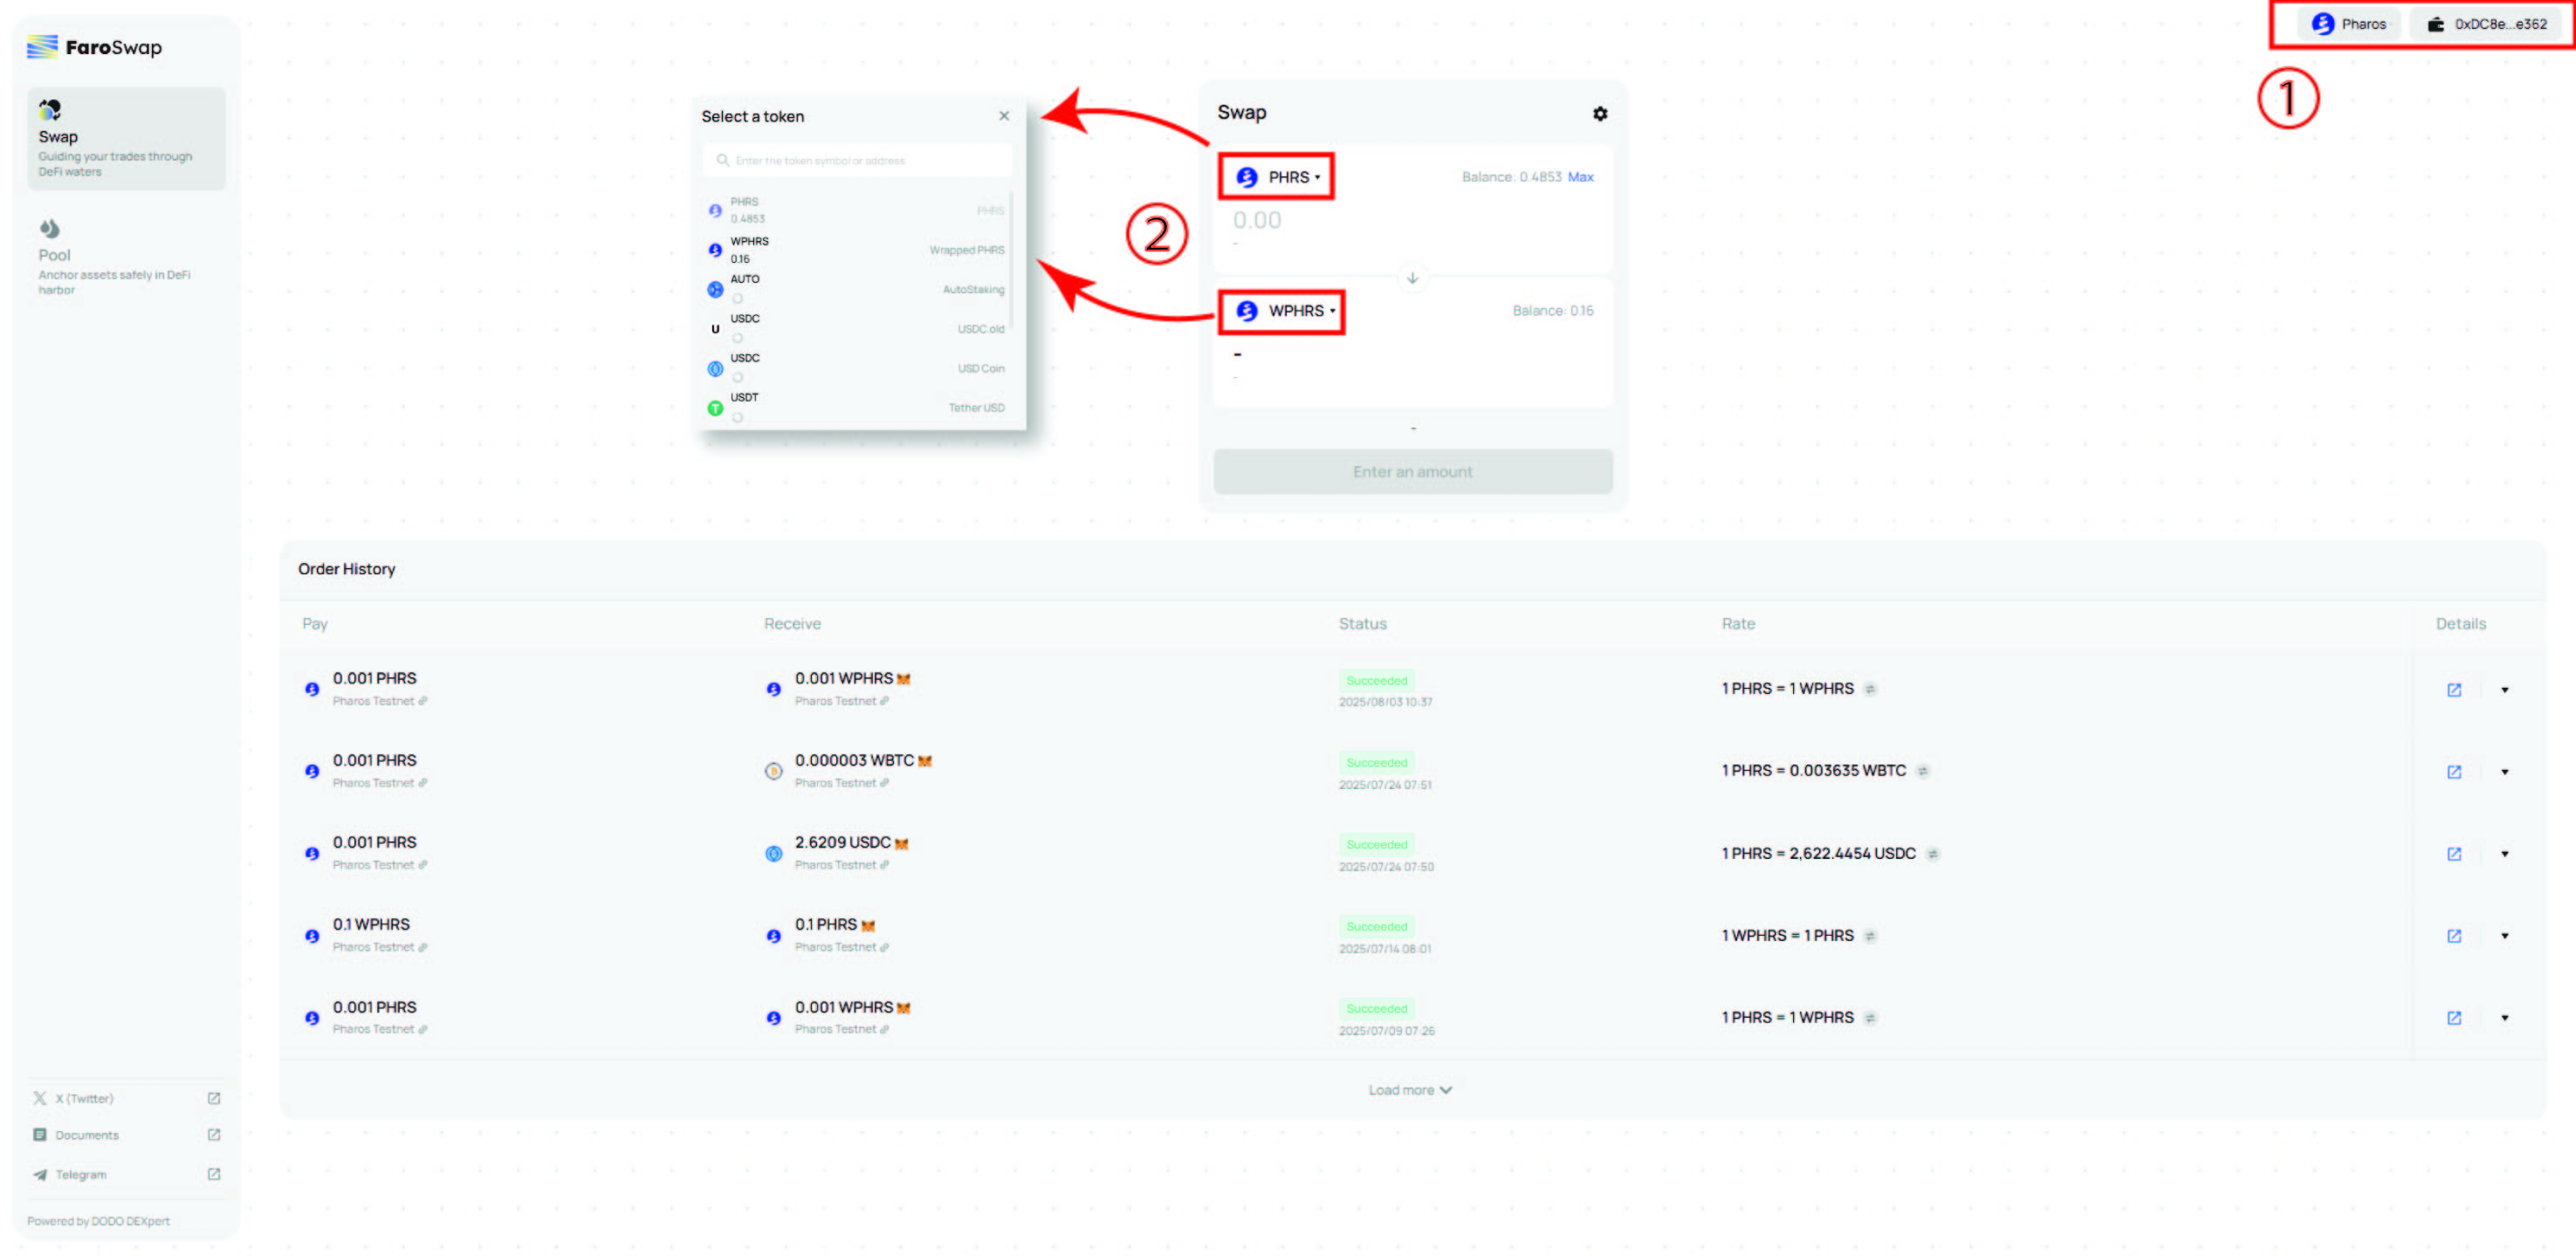 FaroSwap
Swap
Guiding your trades through
DeFi waters
Pool
Anchor assets safely in DeFi
harbor
X (Twitter)
Documents
Telegram
Powered by DODO DEXpert
Pharos
0xDC8e...e362
1
2
Select a token
Enter the token symbol or address
PHRS
0.4853
PHRS
WPHRS
0.16
Wrapped PHRS
AUTO
AutoStaking
USDC
USDC.old
USDC
USD Coin
USDT
Tether USD
Swap
PHRS
Balance: 0.4853 Max
0.00
-
WPHRS
Balance: 0.16
-
-
-
Enter an amount
Order History
Pay Receive Status Rate Details
0.001 PHRS
Pharos Testnet
0.001 WPHRS
Pharos Testnet
Succeeded
2025/08/03 10:37
1 PHRS = 1 WPHRS
0.001 PHRS
Pharos Testnet
0.000003 WBTC
Pharos Testnet
Succeeded
2025/07/24 07:51
1 PHRS = 0.003635 WBTC
0.001 PHRS
Pharos Testnet
2.6209 USDC
Pharos Testnet
Succeeded
2025/07/24 07:50
1 PHRS = 2,622.4454 USDC
0.1 WPHRS
Pharos Testnet
0.1 PHRS
Pharos Testnet
Succeeded
2025/07/14 08:01
1 WPHRS = 1 PHRS
0.001 PHRS
Pharos Testnet
0.001 WPHRS
Pharos Testnet
Succeeded
2025/07/09 07:26
1 PHRS = 1 WPHRS
Load more